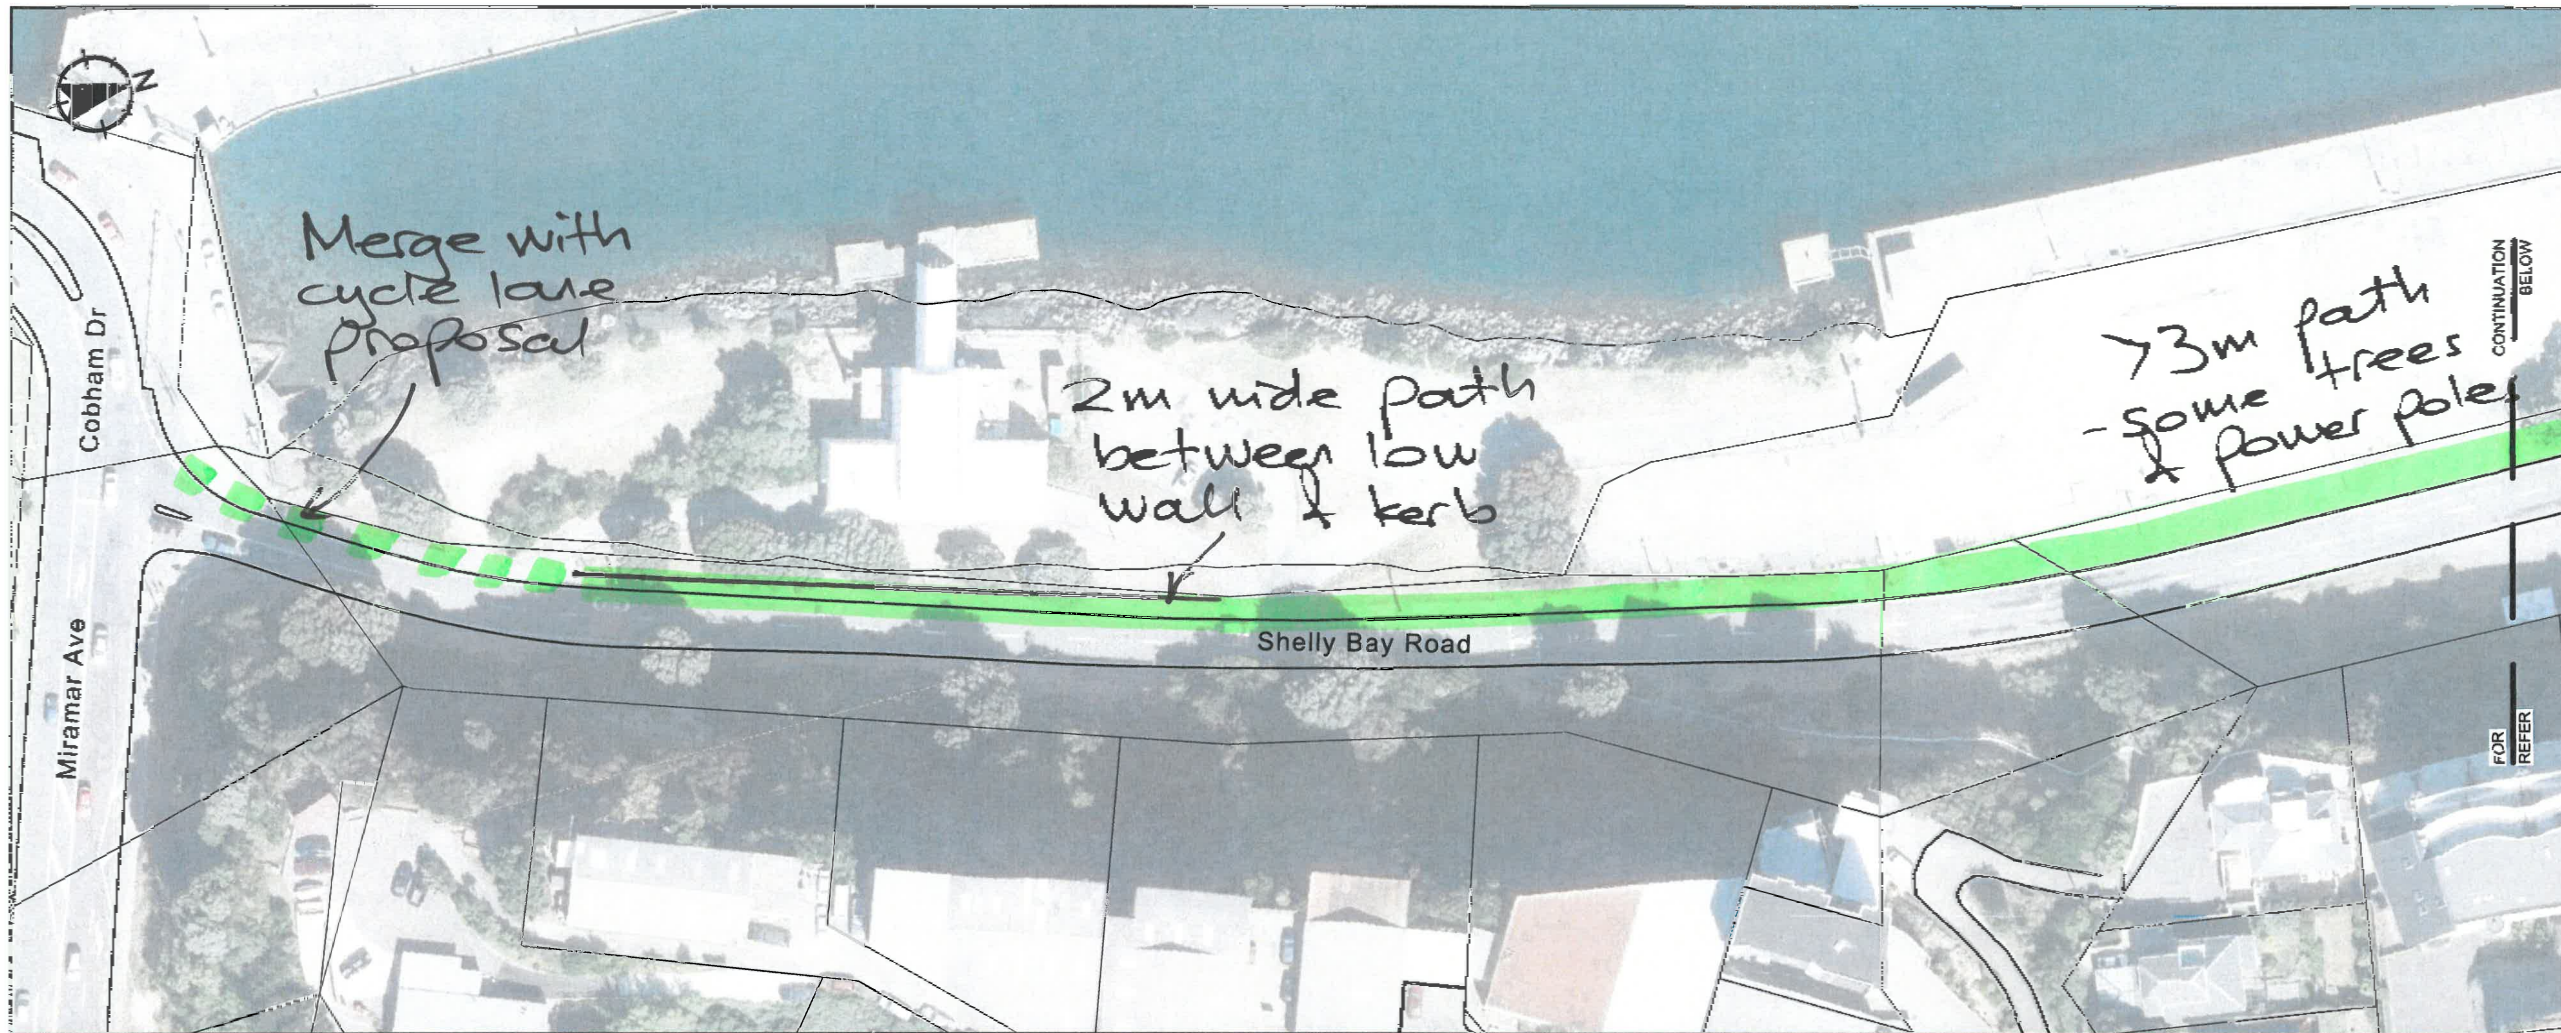 N
Merge with
cycle lane
proposal
Cobham Dr
Miramar Ave
2m wide path
between low
wall & kerb
Shelly Bay Road
>3m path
- some trees
& power poles
CONTINUATION
BELOW
FOR
REFER